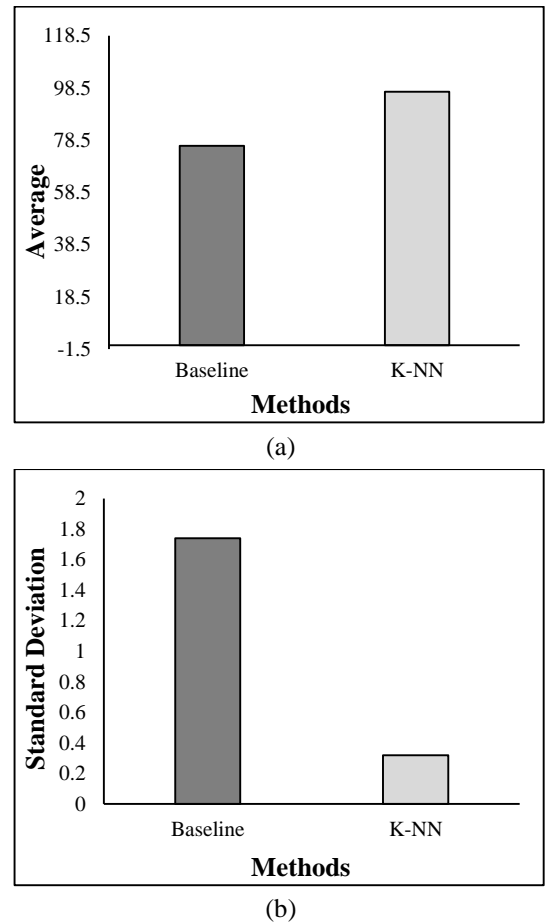 118.5
98.5
78.5
58.5
38.5
18.5
-1.5
Average
Baseline K-NN
Methods
(a)
2
1.8
1.6
1.4
1.2
1
0.8
0.6
0.4
0.2
0
Standard Deviation
Baseline K-NN
Methods
(b)